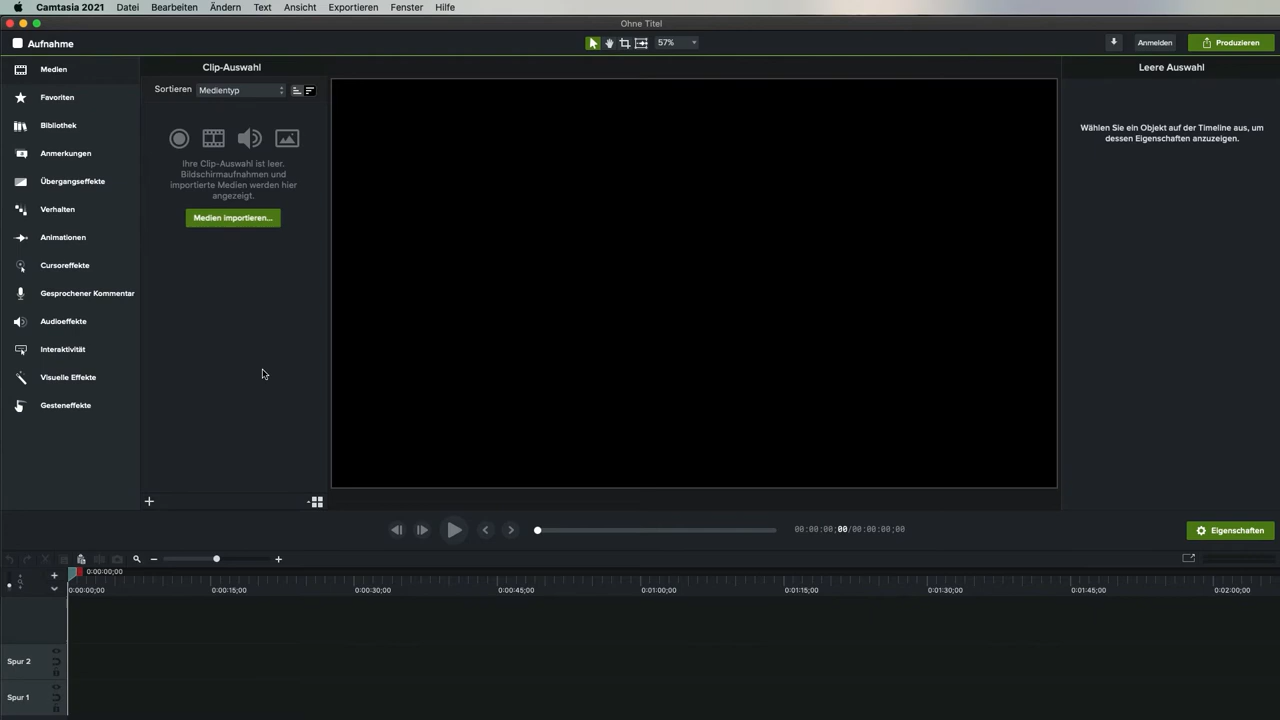 Camtasia 2021 Datei Bearbeiten Ändern Text Ansicht Exportieren Fenster Hilfe
Ohne Titel
Aufnahme
57%
Anmelden
Produzieren
Medien
Favoriten
Bibliothek
Anmerkungen
Übergangseffekte
Verhalten
Animationen
Cursoreffekte
Gesprochener Kommentar
Audioeffekte
Interaktivität
Visuelle Effekte
Gesteneffekte
Clip-Auswahl
Sortieren Medientyp
Ihre Clip-Auswahl ist leer.
Bildschirmaufnahmen und
importierte Medien werden hier
angezeigt.
Medien importieren...
Leere Auswahl
Wählen Sie ein Objekt auf der Timeline aus, um
dessen Eigenschaften anzuzeigen.
00:00:00;00/00:00:00;00
Eigenschaften
0:00:00;00
0:00:00;00 0:00:15;00 0:00:30;00 0:00:45;00 0:01:00;00 0:01:15;00 0:01:30;00 0:01:45;00 0:02:00;00
Spur 2
Spur 1